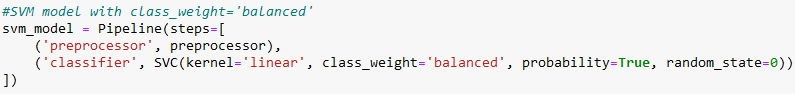 #SVM model with class_weight='balanced'
svm_model = Pipeline(steps=[
    ('preprocessor', preprocessor),
    ('classifier', SVC(kernel='linear', class_weight='balanced', probability=True, random_state=0))
])